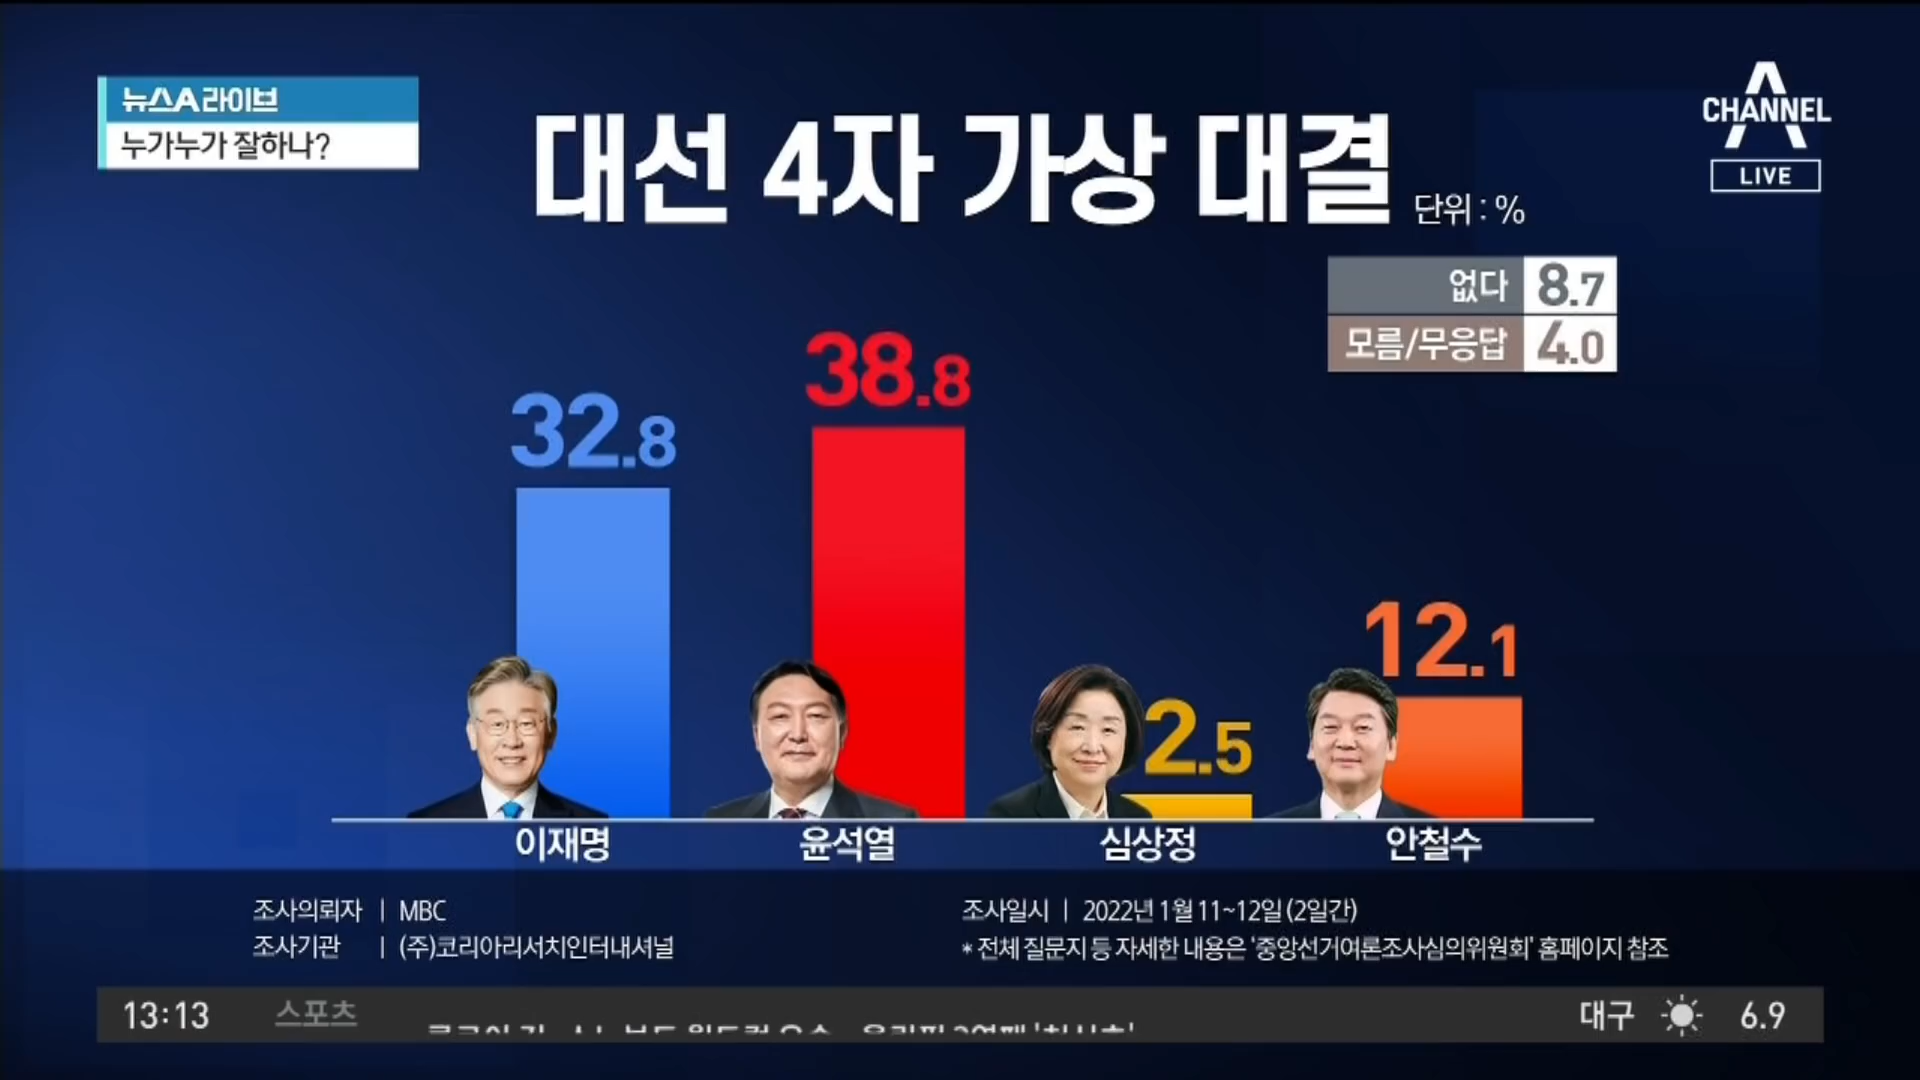 뉴스A 라이브
누가누가 잘하나?
대선 4자 가상 대결
단위 : %
CHANNEL A
LIVE
없다 8.7
모름/무응답 4.0
32.8
38.8
2.5
12.1
이재명
윤석열
심상정
안철수
조사의뢰자 | MBC
조사기관 | (주)코리아리서치인터내셔널
조사일시 | 2022년 1월 11~12일 (2일간)
* 전체 질문지 등 자세한 내용은 '중앙선거여론조사심의위원회' 홈페이지 참조
13:13
스포츠
대구 6.9